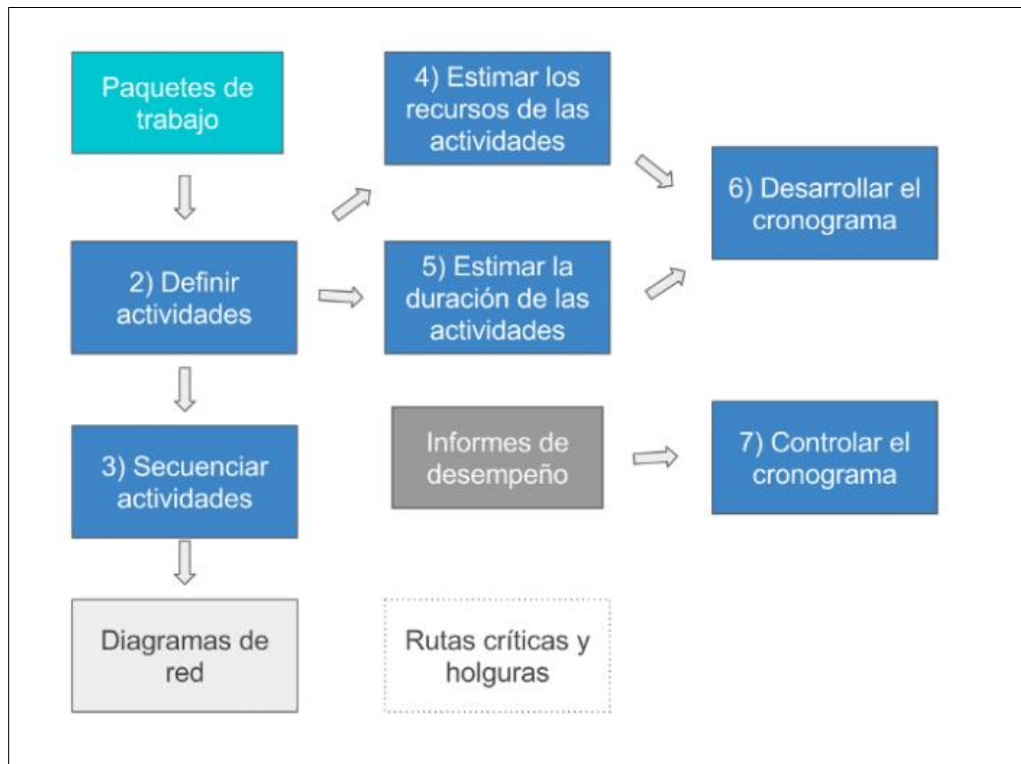 Paquetes de
trabajo
4) Estimar los
recursos de las
actividades
6) Desarrollar el
cronograma
2) Definir
actividades
5) Estimar la
duración de las
actividades
3) Secuenciar
actividades
Informes de
desempeño
7) Controlar el
cronograma
Diagramas de
red
Rutas críticas y
holguras